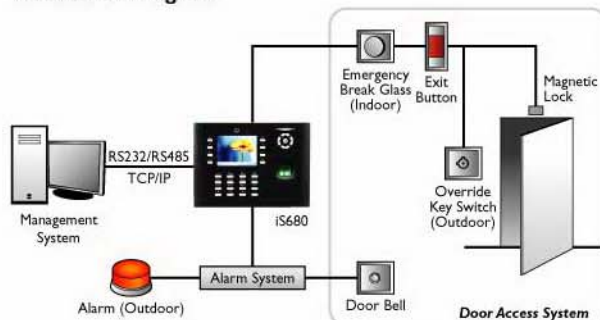 Emergency
Break Glass
(Indoor)
Exit
Button
Magnetic
Lock
RS232/RS485
TCP/IP
Management
System
iS680
Override
Key Switch
(Outdoor)
Alarm System
Alarm (Outdoor)
Door Bell
Door Access System